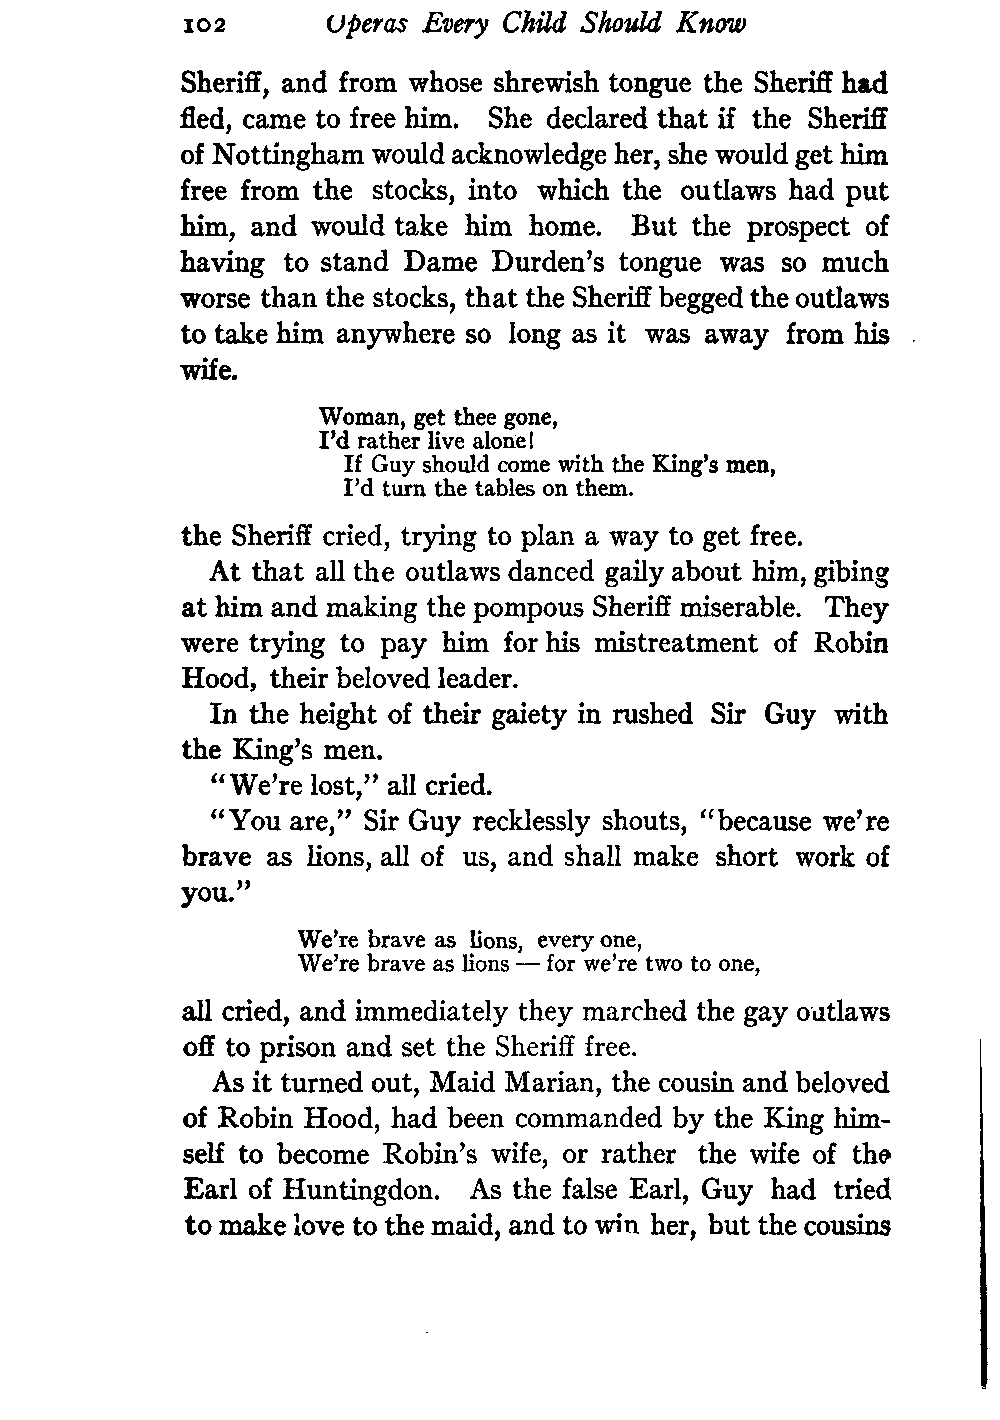 102 Operas Every Child Should Know
Sheriff, and from whose shrewish tongue the Sheriff had
fled, came to free him. She declared that if the Sheriff
of Nottingham would acknowledge her, she would get him
free from the stocks, into which the outlaws had put
him, and would take him home. But the prospect of
having to stand Dame Durden's tongue was so much
worse than the stocks, that the Sheriff begged the outlaws
to take him anywhere so long as it was away from his
wife.
Woman, get thee gone,
I'd rather live alone!
If Guy should come with the King's men,
I'd turn the tables on them.
the Sheriff cried, trying to plan a way to get free.
At that all the outlaws danced gaily about him, gibing
at him and making the pompous Sheriff miserable. They
were trying to pay him for his mistreatment of Robin
Hood, their beloved leader.
In the height of their gaiety in rushed Sir Guy with
the King's men.
"We're lost," all cried.
"You are," Sir Guy recklessly shouts, "because we're
brave as lions, all of us, and shall make short work of
you."
We're brave as lions, every one,
We're brave as lions — for we're two to one,
all cried, and immediately they marched the gay outlaws
off to prison and set the Sheriff free.
As it turned out, Maid Marian, the cousin and beloved
of Robin Hood, had been commanded by the King him-
self to become Robin's wife, or rather the wife of the
Earl of Huntingdon. As the false Earl, Guy had tried
to make love to the maid, and to win her, but the cousins